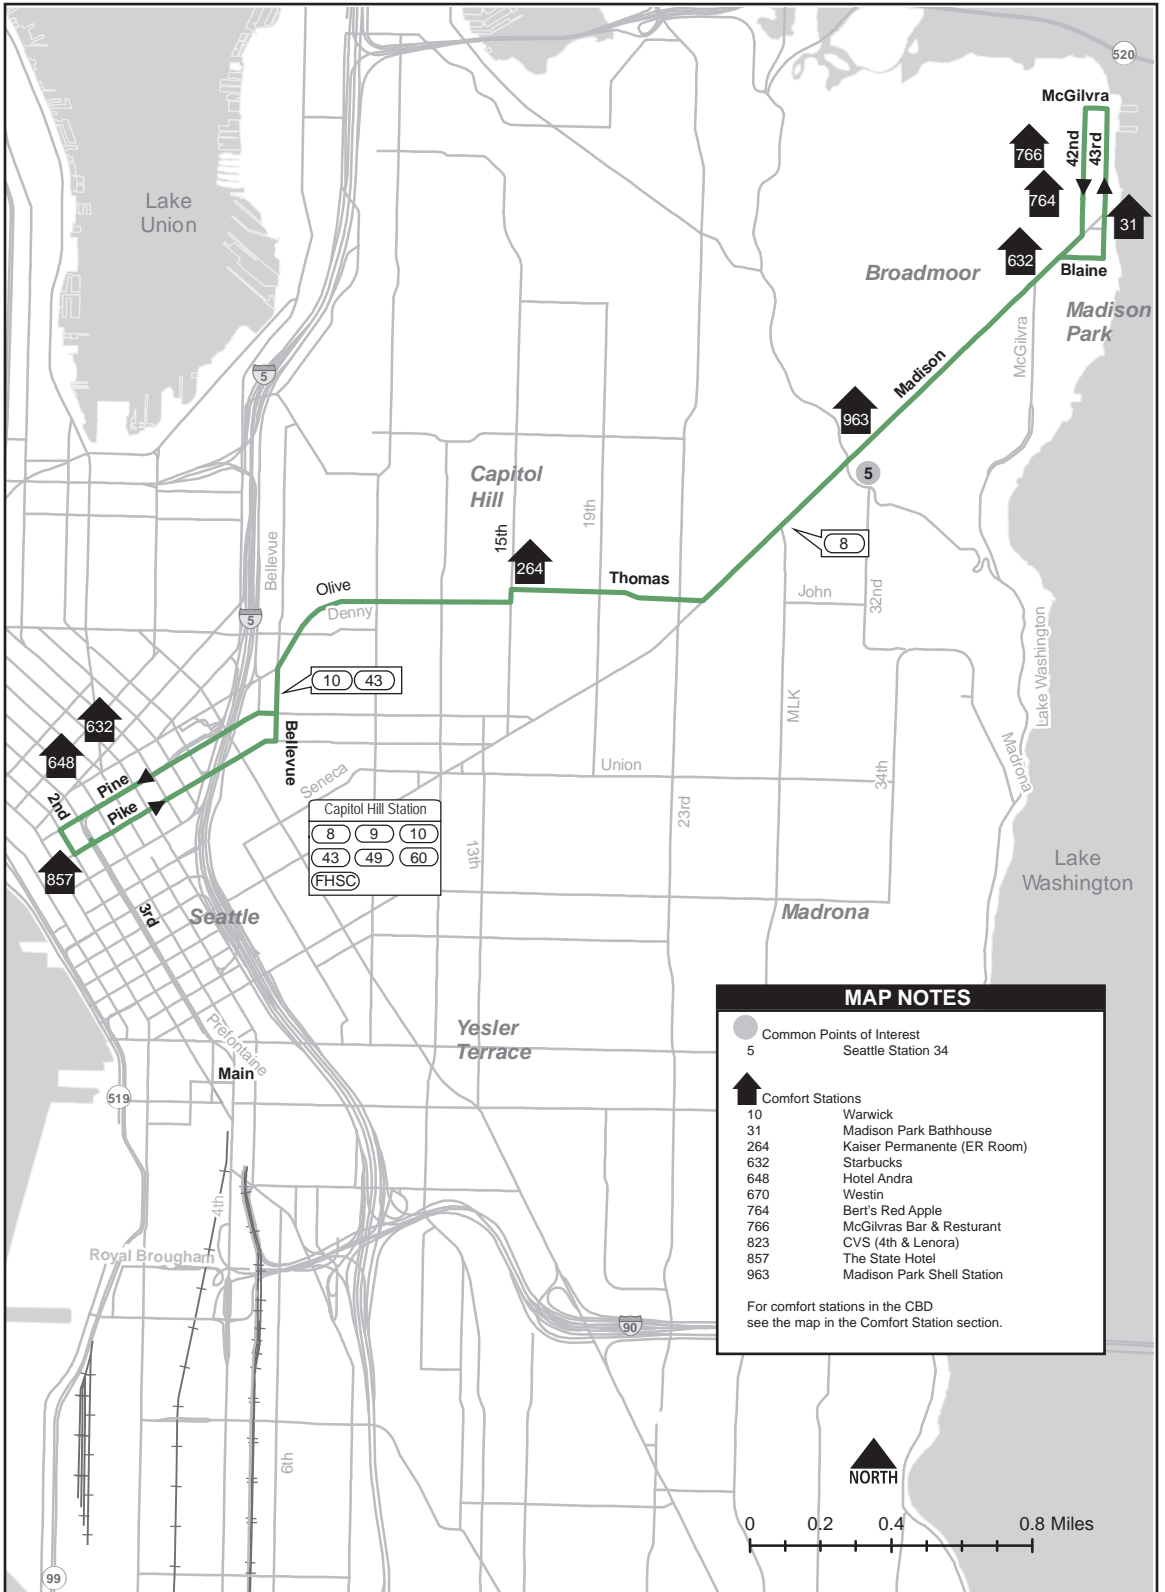 520
McGilvra
42nd
43rd
766
764
31
632
Blaine
Broadmoor
Madison
Park
McGilvra
Lake
Union
5
Madison
963
5
Capitol
Hill
19th
15th
Bellevue
264
8
Thomas
Olive
Denny
John
32nd
5
Lake Washington
10 43
MLK
632
648
Bellevue
Madrona
Pine
Seneca
Union
34th
2nd
Pike
Capitol Hill Station
8 9 10
43 49 60
FHSC
23rd
13th
857
Lake
Washington
3rd
Seattle
Madrona
Prefontaine
Yesler
Terrace
Main
519
4th
Royal Brougham
90
6th
99
MAP NOTES
Common Points of Interest
5 Seattle Station 34
Comfort Stations
10 Warwick
31 Madison Park Bathhouse
264 Kaiser Permanente (ER Room)
632 Starbucks
648 Hotel Andra
670 Westin
764 Bert's Red Apple
766 McGilvras Bar & Resturant
823 CVS (4th & Lenora)
857 The State Hotel
963 Madison Park Shell Station
For comfort stations in the CBD
see the map in the Comfort Station section.
NORTH
0 0.2 0.4 0.8 Miles